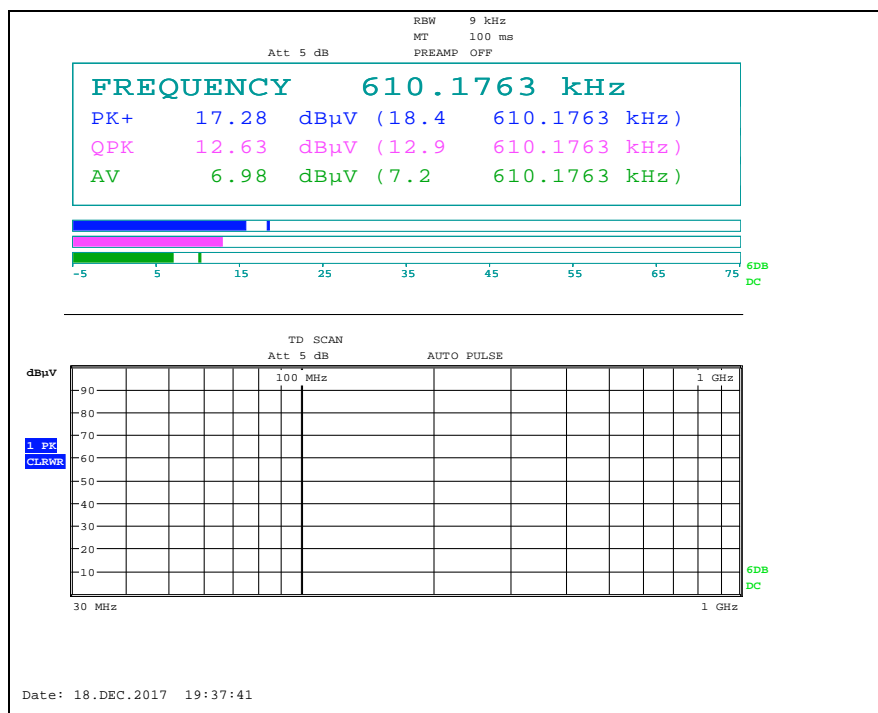 RBW 9 kHz
MT 100 ms
Att 5 dB PREAMP OFF
FREQUENCY 610.1763 kHz
PK+ 17.28 dBµV (18.4 610.1763 kHz)
QPK 12.63 dBµV (12.9 610.1763 kHz)
AV 6.98 dBµV (7.2 610.1763 kHz)
-5 5 15 25 35 45 55 65 75
6DB
DC
TD SCAN
Att 5 dB AUTO PULSE
dBµV
100 MHz 1 GHz
90
80
70
1 PK
CLRWR
60
50
40
30
20
10
6DB
DC
30 MHz 1 GHz
Date: 18.DEC.2017 19:37:41